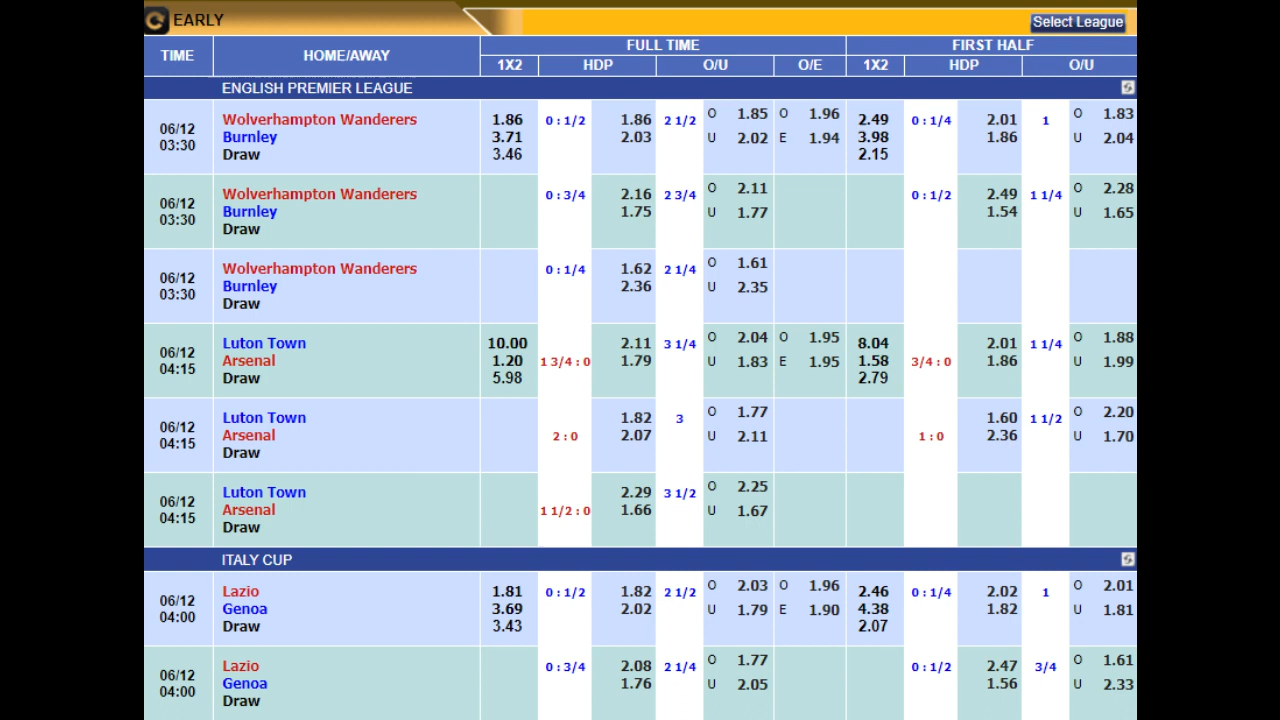 EARLY Select League
TIME HOME/AWAY FULL TIME FIRST HALF
1X2 HDP O/U O/E 1X2 HDP O/U
ENGLISH PREMIER LEAGUE
06/12 03:30
Wolverhampton Wanderers 1.86 0 : 1/2 1.86 2 1/2 O 1.85 O 1.96 2.49 0 : 1/4 2.01 1 O 1.83
Burnley 3.71 2.03 U 2.02 E 1.94 3.98 1.86 U 2.04
Draw 3.46 2.15
06/12 03:30
Wolverhampton Wanderers 0 : 3/4 2.16 2 3/4 O 2.11 0 : 1/2 2.49 1 1/4 O 2.28
Burnley 1.75 U 1.77 1.54 U 1.65
Draw
06/12 03:30
Wolverhampton Wanderers 0 : 1/4 1.62 2 1/4 O 1.61
Burnley 2.36 U 2.35
Draw
06/12 04:15
Luton Town 10.00 2.11 3 1/4 O 2.04 O 1.95 8.04 2.01 1 1/4 O 1.88
Arsenal 1.20 1 3/4 : 0 1.79 U 1.83 E 1.95 1.58 3/4 : 0 1.86 U 1.99
Draw 5.98 2.79
06/12 04:15
Luton Town 1.82 3 O 1.77 1.60 1 1/2 O 2.20
Arsenal 2 : 0 2.07 U 2.11 1 : 0 2.36 U 1.70
Draw
06/12 04:15
Luton Town 2.29 3 1/2 O 2.25
Arsenal 1 1/2 : 0 1.66 U 1.67
Draw
ITALY CUP
06/12 04:00
Lazio 1.81 0 : 1/2 1.82 2 1/2 O 2.03 O 1.96 2.46 0 : 1/4 2.02 1 O 2.01
Genoa 3.69 2.02 U 1.79 E 1.90 4.38 1.82 U 1.81
Draw 3.43 2.07
06/12 04:00
Lazio 0 : 3/4 2.08 2 1/4 O 1.77 0 : 1/2 2.47 3/4 O 1.61
Genoa 1.76 U 2.05 1.56 U 2.33
Draw